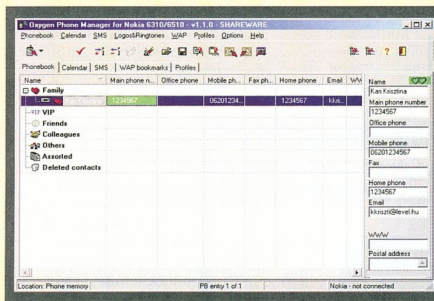 Oxygen Phone Manager for Nokia 6310/6510 - v1.1.0 - SHAREWARE
Phonebook Calendar SMS Logos&Ringtones WAP Profiles Options Help
Phonebook Calendar SMS WAP bookmarks Profiles
Name Main phone n... Office phone Mobile ph... Fax ph... Home phone Email WW
Family
1234567 06201234... 1234567 kkris...
VIP VIP
Friends
Colleagues
Others
Assorted
Deleted contacts
Name
Kari Krisztina
Main phone number
1234567
Office phone
Mobile phone
06201234567
Fax
Home phone
1234567
Email
kkriszti@level.hu
WWW
Postal address
Location: Phone memory PB entry 1 of 1 Nokia - not connected